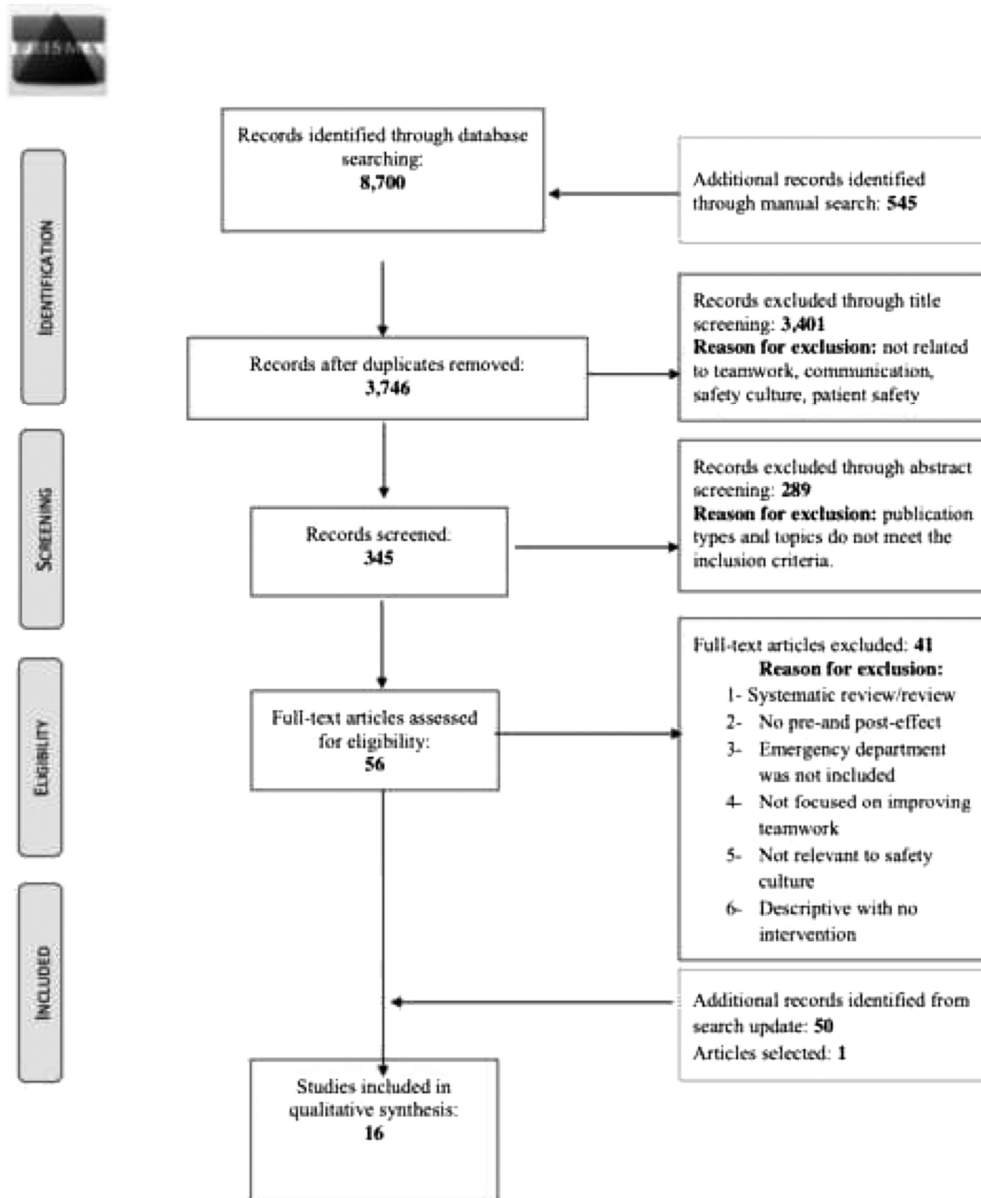 Records identified through database
searching:
8,700
Additional records identified
through manual search: 545
IDENTIFICATION
Records after duplicates removed:
3,746
Records excluded through title
screening: 3,401
Reason for exclusion: not related
to teamwork, communication,
safety culture, patient safety
SCREENING
Records screened:
345
Records excluded through abstract
screening: 289
Reason for exclusion: publication
types and topics do not meet the
inclusion criteria.
ELIGIBILITY
Full-text articles assessed
for eligibility:
56
Full-text articles excluded: 41
Reason for exclusion:
1- Systematic review/review
2- No pre-and post-effect
3- Emergency department
was not included
4- Not focused on improving
teamwork
5- Not relevant to safety
culture
6- Descriptive with no
intervention
INCLUDED
Additional records identified from
search update: 50
Articles selected: 1
Studies included in
qualitative synthesis:
16